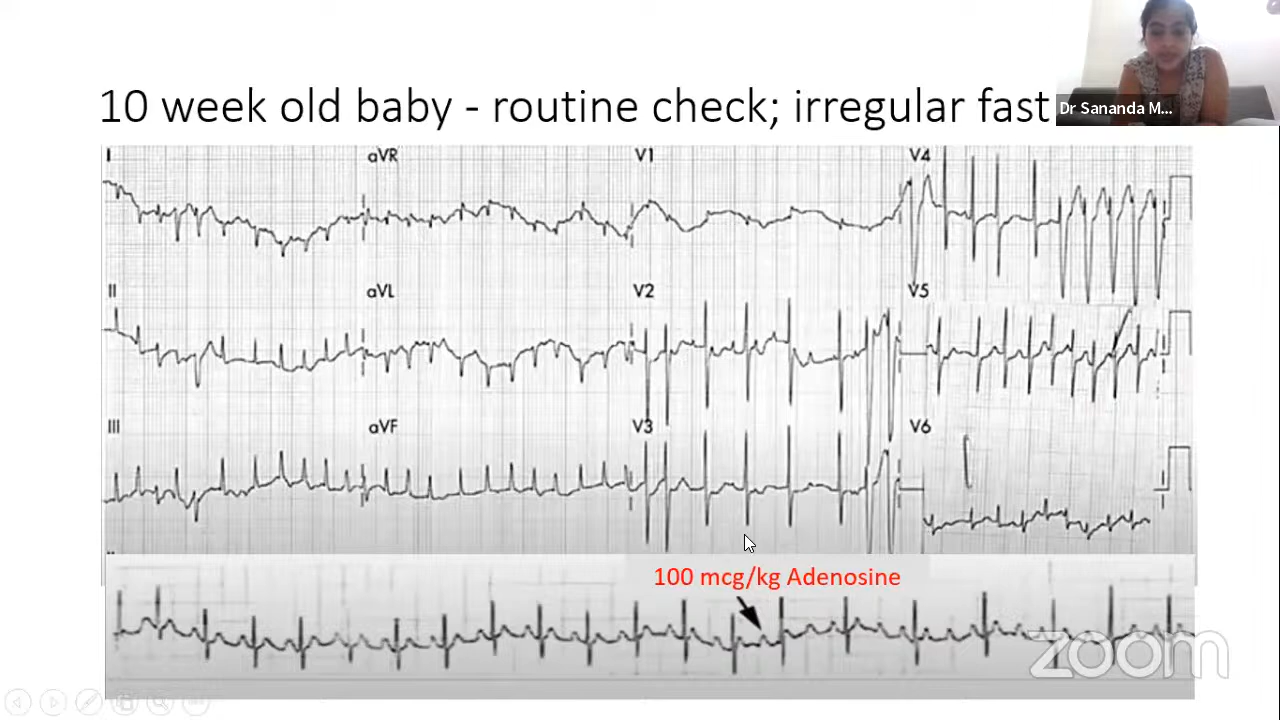 10 week old baby - routine check; irregular fast
Dr Sananda M...
I aVR V1 V4
II aVL V2 V5
III aVF V3 V6
100 mcg/kg Adenosine
zoom